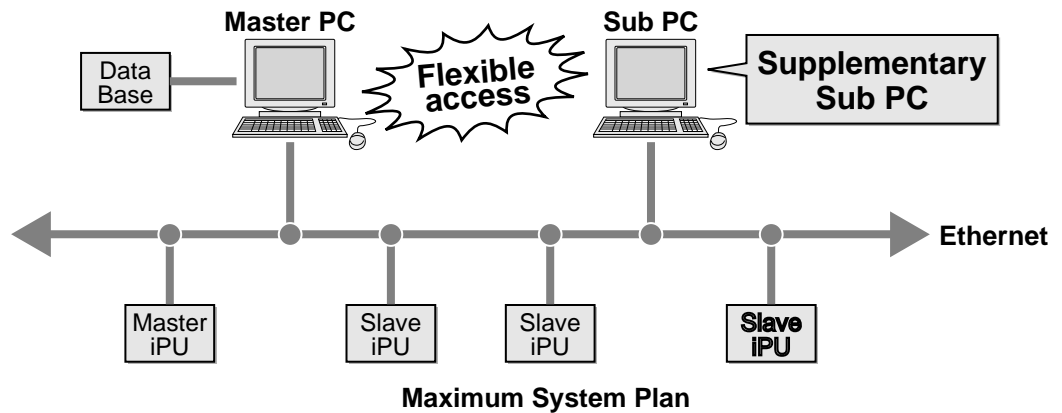 Master PC
Sub PC
Data
Base
Flexible
access
Supplementary
Sub PC
Ethernet
Master
iPU
Slave
iPU
Slave
iPU
Slave
iPU
Maximum System Plan